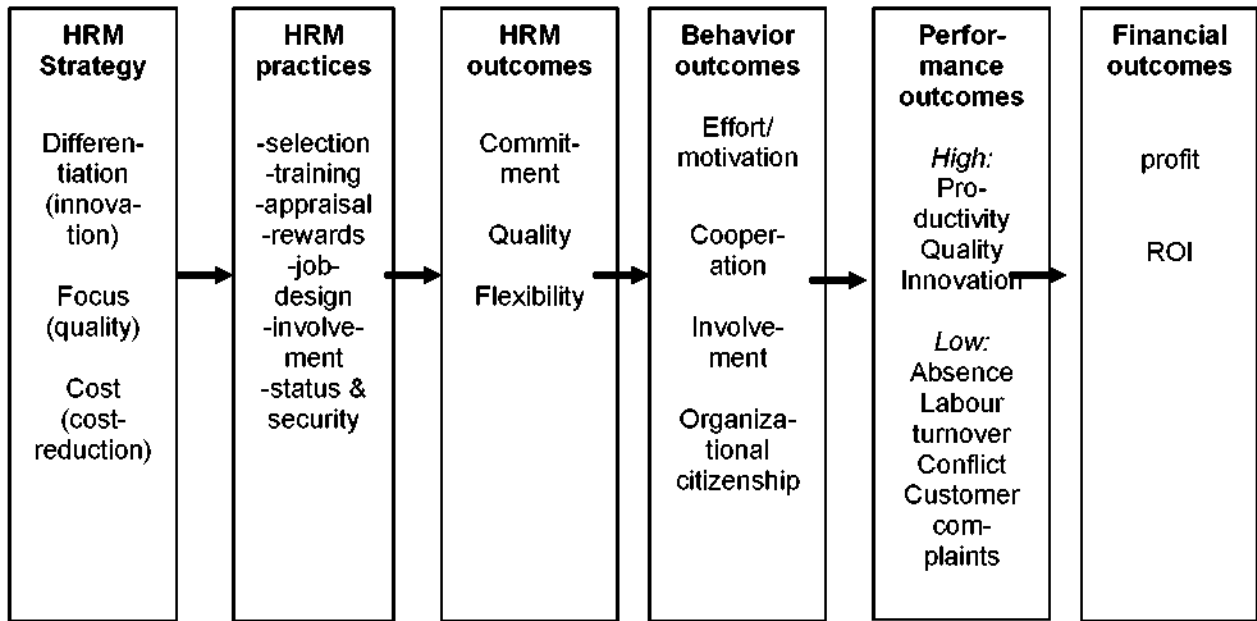 HRM
Strategy
Differen-
tiation
(innova-
tion)
Focus
(quality)
Cost
(cost-
reduction)
HRM
practices
-selection
-training
-appraisal
-rewards
-job-
design
-involve-
ment
-status &
security
HRM
outcomes
Commit-
ment
Quality
Flexibility
Behavior
outcomes
Effort/
motivation
Cooper-
ation
Involve-
ment
Organiza-
tional
citizenship
Perfor-
mance
outcomes
High:
Pro-
ductivity
Quality
Innovation
Low:
Absence
Labour
turnover
Conflict
Customer
com-
plaints
Financial
outcomes
profit
ROI